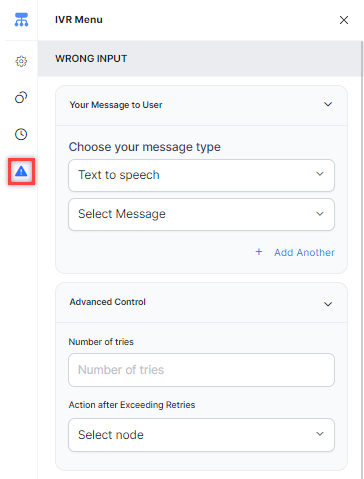 IVR Menu
WRONG INPUT
Your Message to User
Choose your message type
Text to speech
Select Message
+ Add Another
Advanced Control
Number of tries
Number of tries
Action after Exceeding Retries
Select node